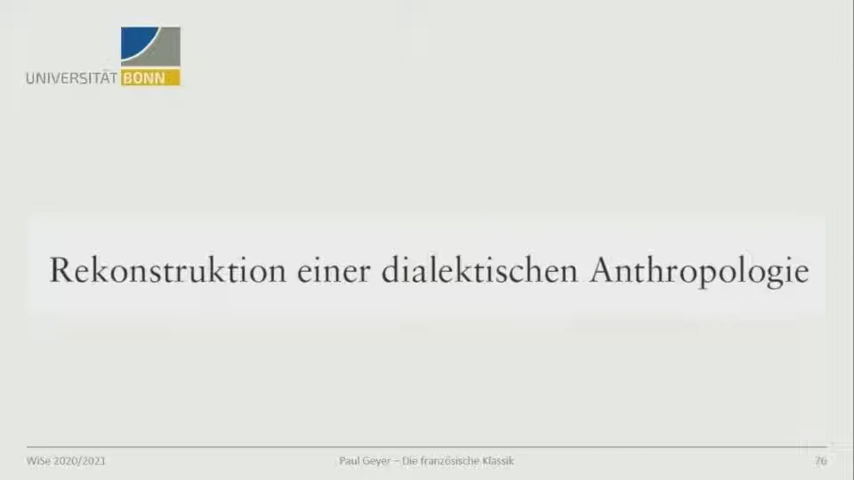 UNIVERSITÄT BONN
Rekonstruktion einer dialektischen Anthropologie
WiSe 2020/2021
Paul Geyer – Die französische Klassik
76